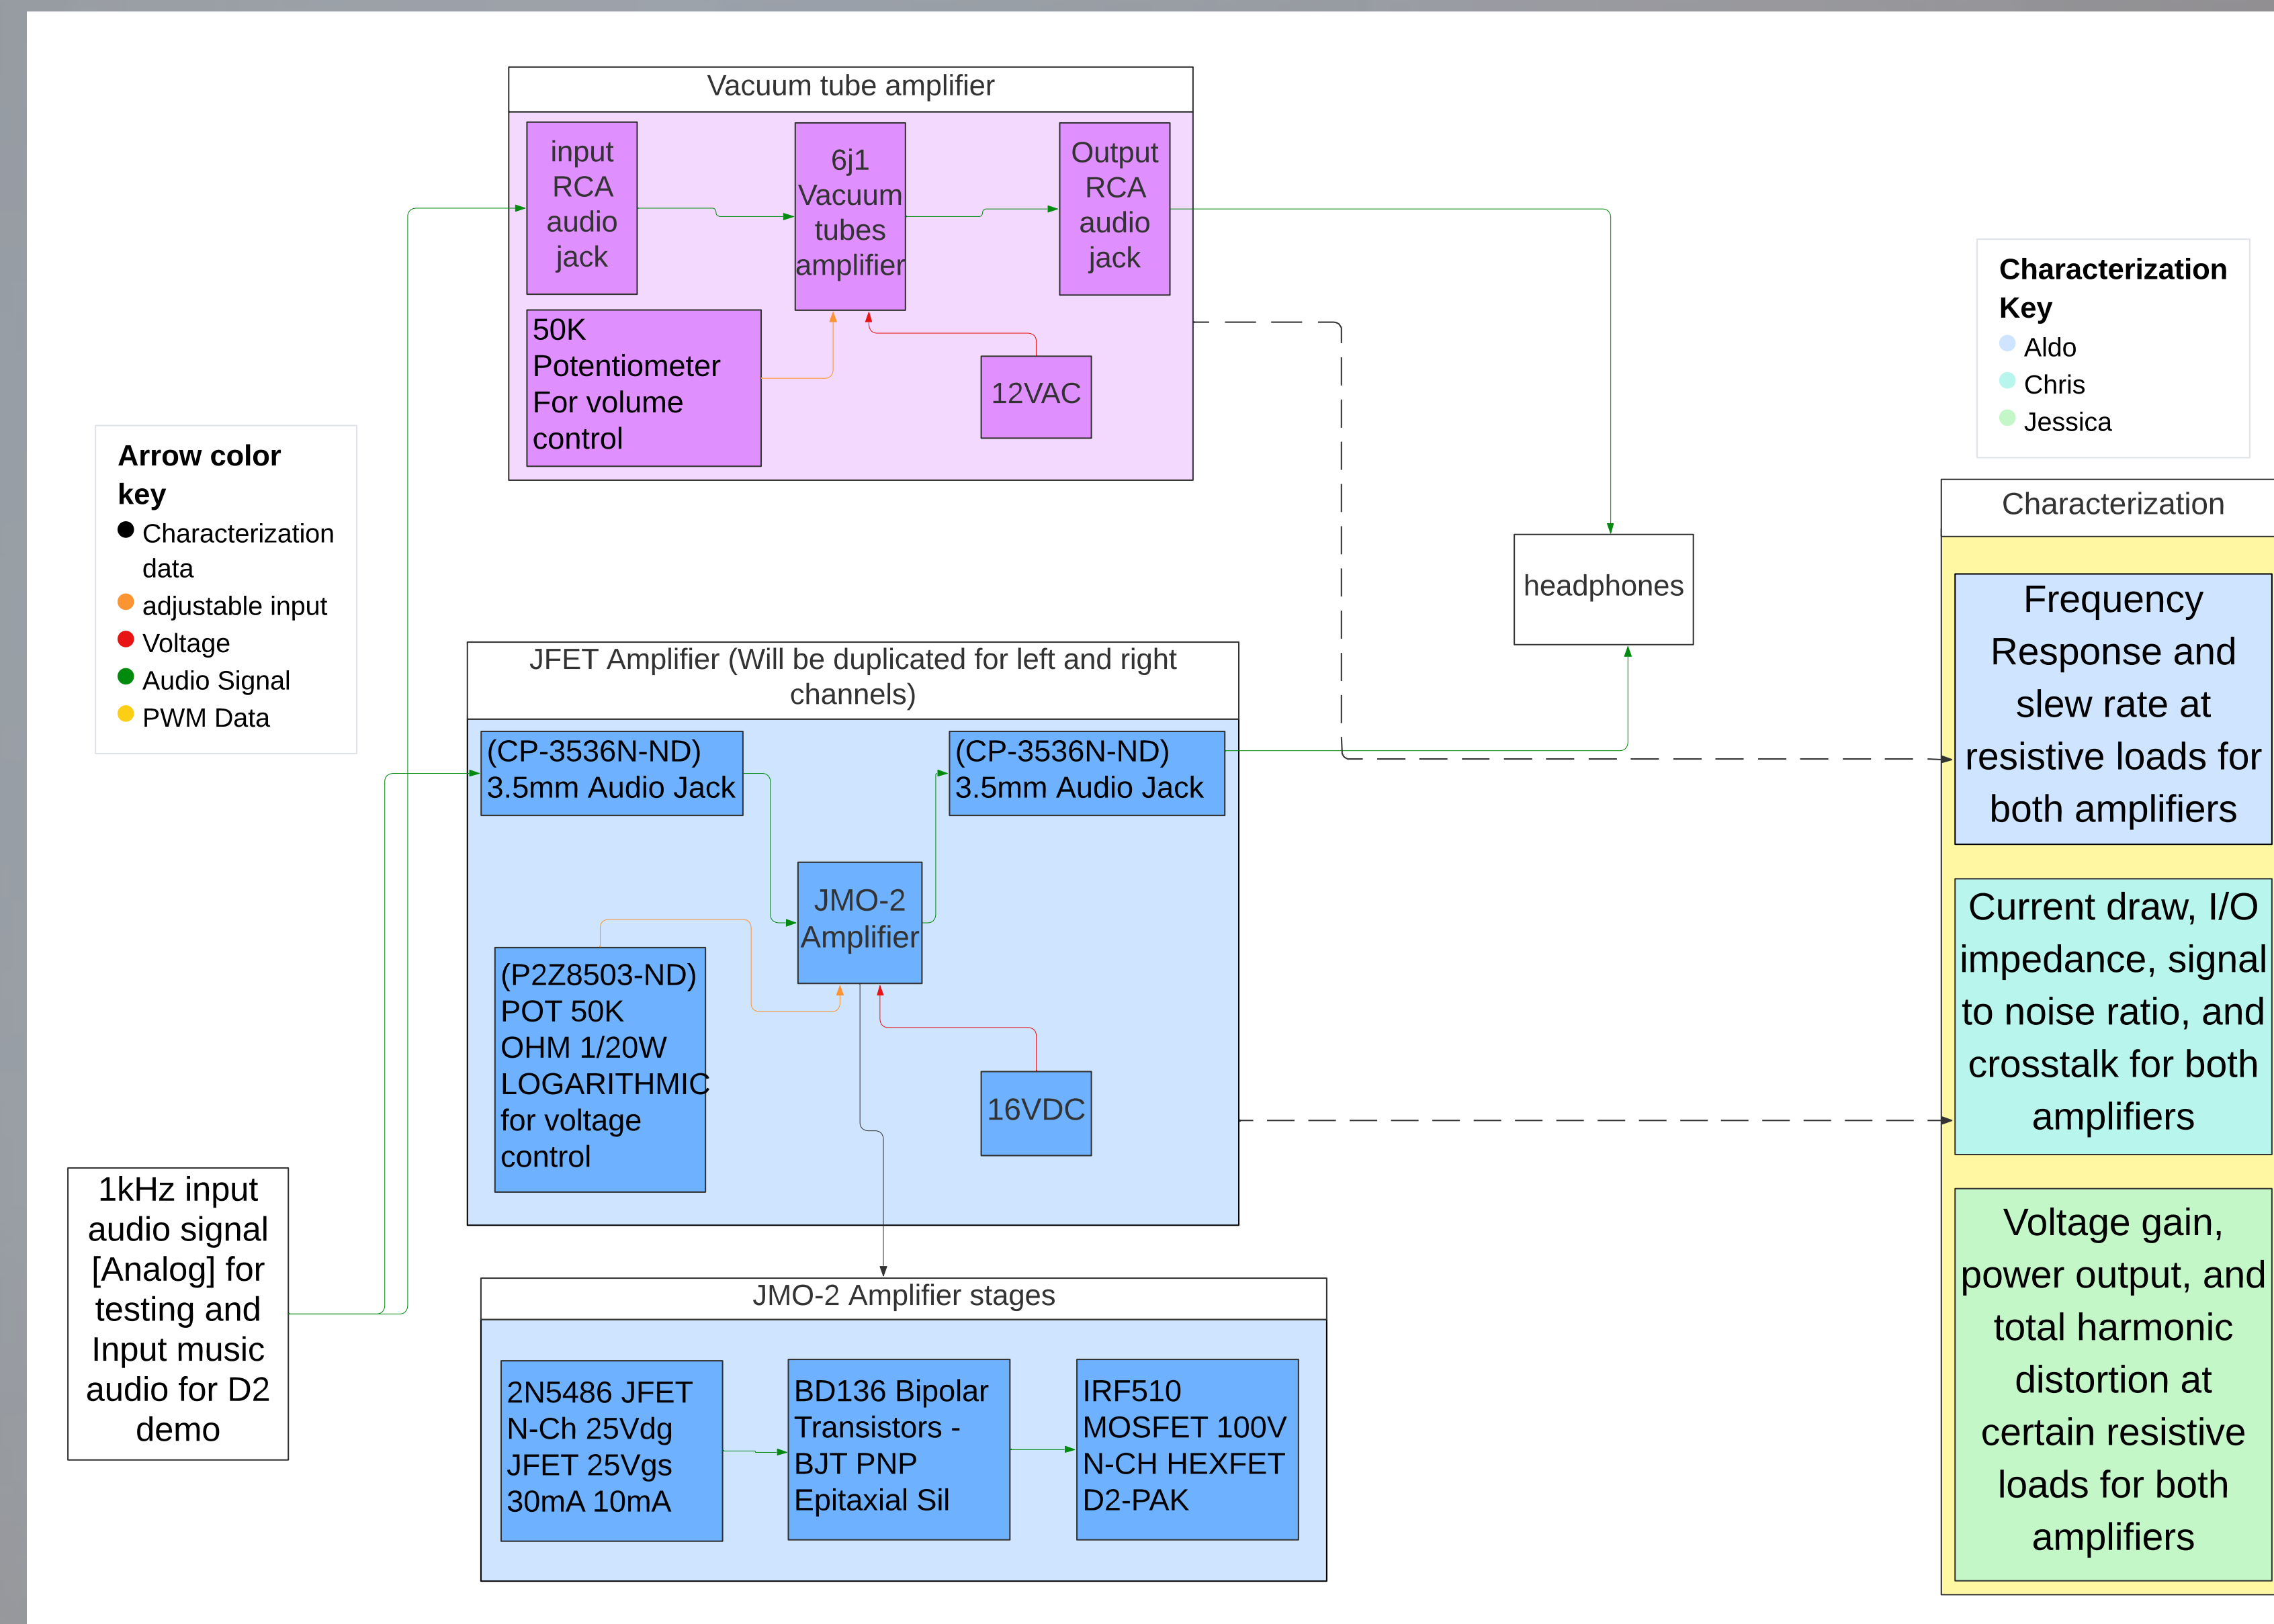 Vacuum tube amplifier
input
RCA
audio
jack
6j1
Vacuum
tubes
amplifier
Output
RCA
audio
jack
50K
Potentiometer
For volume
control
12VAC
Arrow color
key
Characterization
data
adjustable input
Voltage
Audio Signal
PWM Data
headphones
Characterization
Key
Aldo
Chris
Jessica
JFET Amplifier (Will be duplicated for left and right
channels)
(CP-3536N-ND)
3.5mm Audio Jack
(CP-3536N-ND)
3.5mm Audio Jack
JMO-2
Amplifier
(P2Z8503-ND)
POT 50K
OHM 1/20W
LOGARITHMIC
for voltage
control
16VDC
1kHz input
audio signal
[Analog] for
testing and
Input music
audio for D2
demo
JMO-2 Amplifier stages
2N5486 JFET
N-Ch 25Vdg
JFET 25Vgs
30mA 10mA
BD136 Bipolar
Transistors -
BJT PNP
Epitaxial Sil
IRF510
MOSFET 100V
N-CH HEXFET
D2-PAK
Characterization
Frequency
Response and
slew rate at
resistive loads for
both amplifiers
Current draw, I/O
impedance, signal
to noise ratio, and
crosstalk for both
amplifiers
Voltage gain,
power output, and
total harmonic
distortion at
certain resistive
loads for both
amplifiers